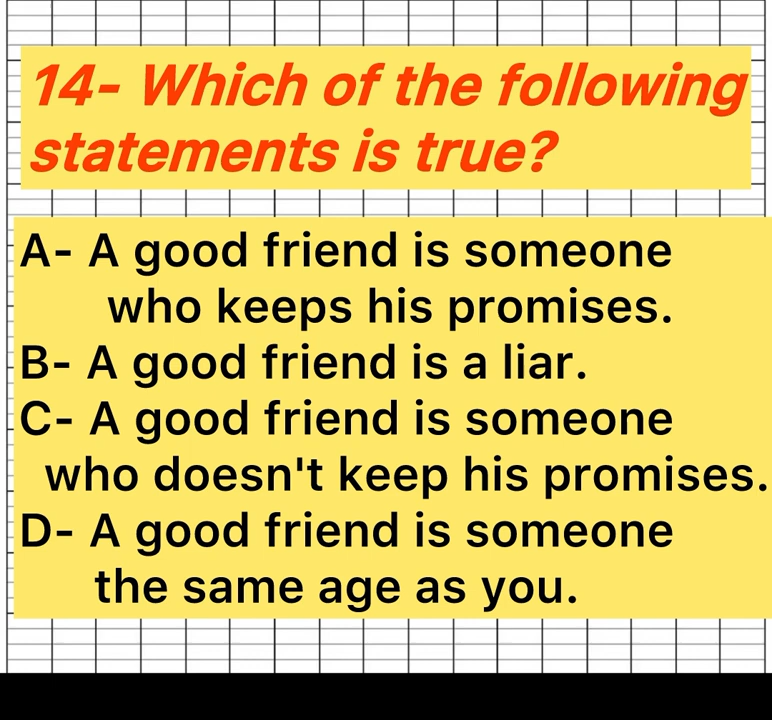 14- Which of the following
statements is true?
A- A good friend is someone
who keeps his promises.
B- A good friend is a liar.
C- A good friend is someone
who doesn't keep his promises.
D- A good friend is someone
the same age as you.